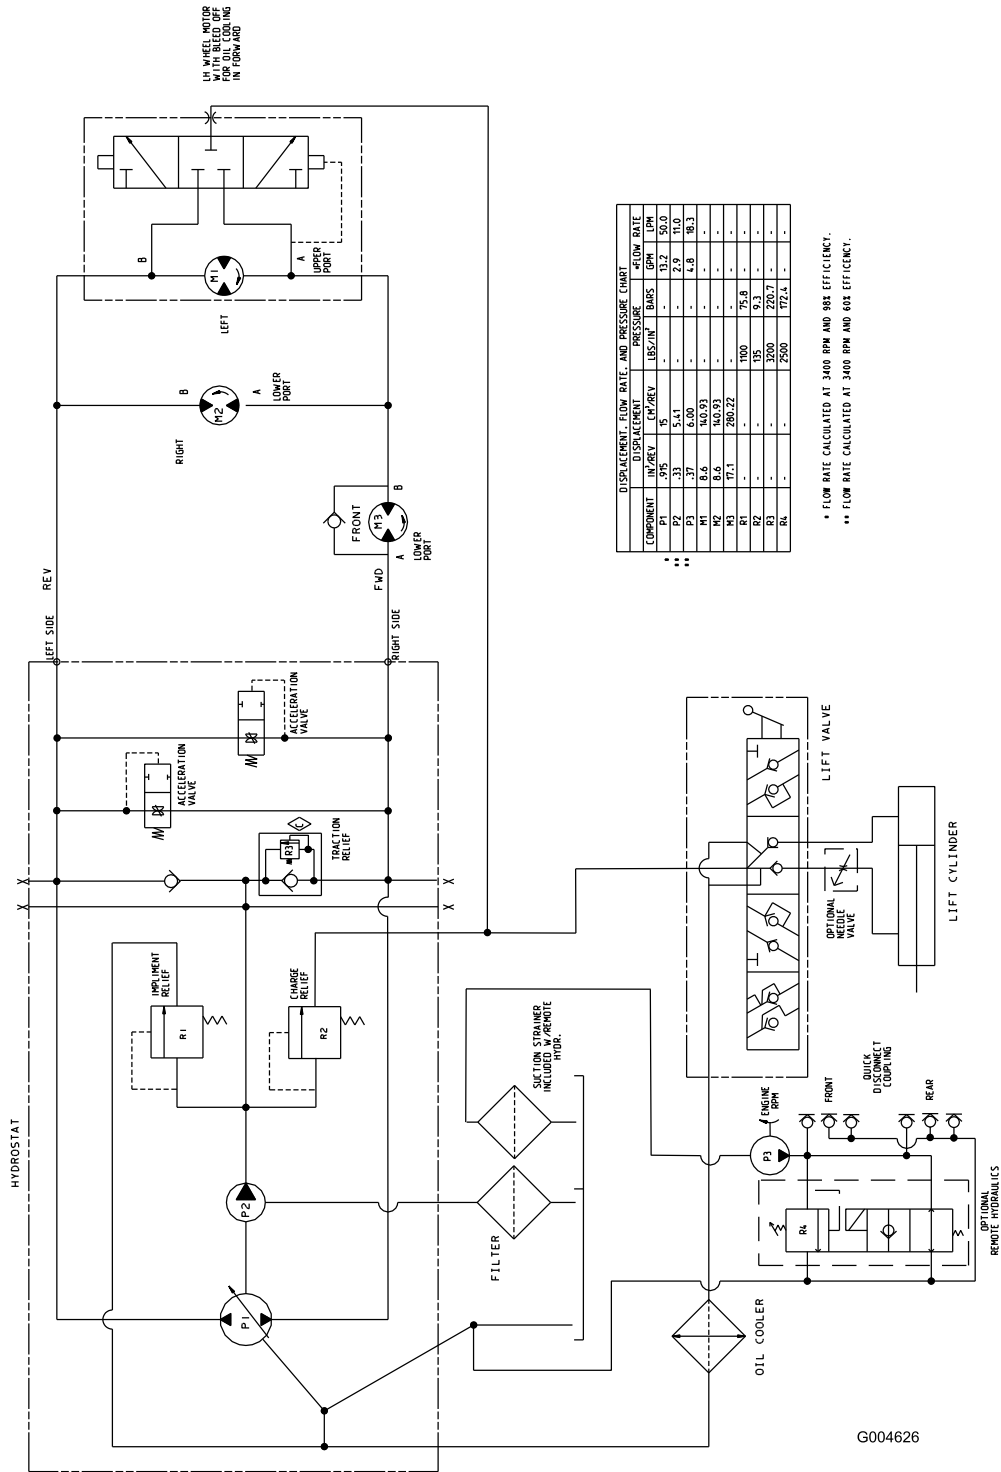 LH WHEEL MOTOR
WITH BLEED OFF
FOR OIL COOLING
IN FORWARD
B
M1
A
UPPER
PORT
LEFT
B
M2
A
LOWER
PORT
RIGHT
FRONT
M3
B
A
LOWER
PORT
REV
FWD
LEFT SIDE
RIGHT SIDE
ACCELERATION
VALVE
ACCELERATION
VALVE
R3
C
TRACTION
RELIEF
X
X
X
X
IMPLIMENT
RELIEF
R1
CHARGE
RELIEF
R2
HYDROSTAT
P2
P1
SUCTION STRAINER
INCLUDED W/REMOTE
HYDR.
FILTER
OIL COOLER
LIFT VALVE
OPTIONAL
NEEDLE
VALVE
LIFT CYLINDER
ENGINE
RPM
P3
FRONT
QUICK
DISCONNECT
COUPLING
REAR
R4
OPTIONAL
REMOTE HYDRAULICS
DISPLACEMENT, FLOW RATE, AND PRESSURE CHART
DISPLACEMENT PRESSURE *FLOW RATE
COMPONENT IN³/REV CM³/REV LBS/IN² BARS GPM LPM
* P1 .915 15 - - 13.2 50.0
** P2 .33 5.41 - - 2.9 11.0
** P3 .37 6.00 - - 4.8 18.3
M1 8.6 140.93 - - - -
M2 8.6 140.93 - - - -
M3 17.1 280.22 - - - -
R1 - - 1100 75.8 - -
R2 - - 135 9.3 - -
R3 - - 3200 220.7 - -
R4 - - 2500 172.4 - -
* FLOW RATE CALCULATED AT 3400 RPM AND 98% EFFICIENCY.
** FLOW RATE CALCULATED AT 3400 RPM AND 60% EFFICENCY.
G004626